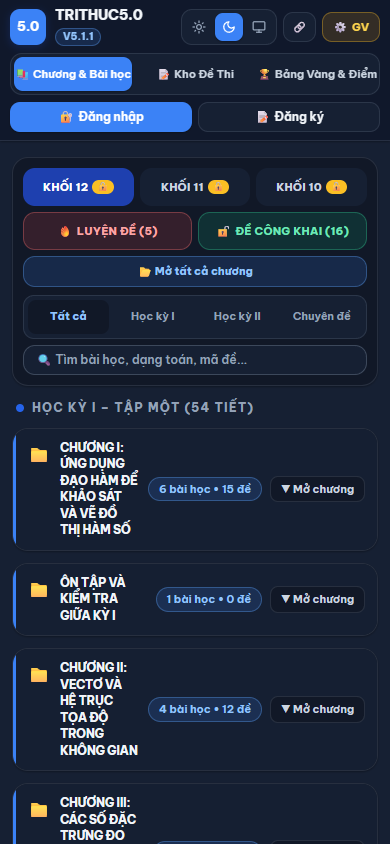 5.0
TRITHUC5.0
V5.1.1
GV
Chương & Bài học
Kho Đề Thi
Bảng Vàng & Điểm
Đăng nhập
Đăng ký
KHỐI 12
KHỐI 11
KHỐI 10
LUYỆN ĐỀ (5)
ĐỀ CÔNG KHAI (16)
Mở tất cả chương
Tất cả
Học kỳ I
Học kỳ II
Chuyên đề
Tìm bài học, dạng toán, mã đề...
HỌC KỲ I – TẬP MỘT (54 TIẾT)
CHƯƠNG I:
ỨNG DỤNG
ĐẠO HÀM ĐỂ
KHẢO SÁT
VÀ VẼ ĐỒ
THỊ HÀM SỐ
6 bài học • 15 đề
▼ Mở chương
ÔN TẬP VÀ
KIỂM TRA
GIỮA KỲ I
1 bài học • 0 đề
▼ Mở chương
CHƯƠNG II:
VECTƠ VÀ
HỆ TRỤC
TỌA ĐỘ
TRONG
KHÔNG GIAN
4 bài học • 12 đề
▼ Mở chương
CHƯƠNG III:
CÁC SỐ ĐẶC
TRƯNG ĐO